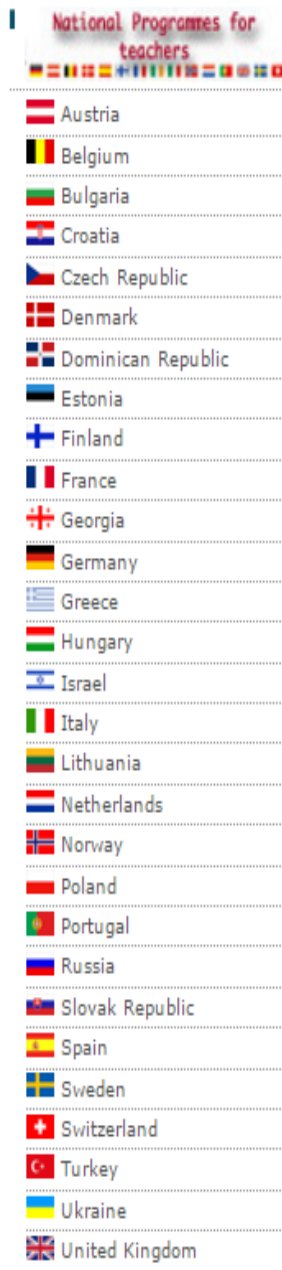 National Programmes for
teachers
Austria
Belgium
Bulgaria
Croatia
Czech Republic
Denmark
Dominican Republic
Estonia
Finland
France
Georgia
Germany
Greece
Hungary
Israel
Italy
Lithuania
Netherlands
Norway
Poland
Portugal
Russia
Slovak Republic
Spain
Sweden
Switzerland
Turkey
Ukraine
United Kingdom